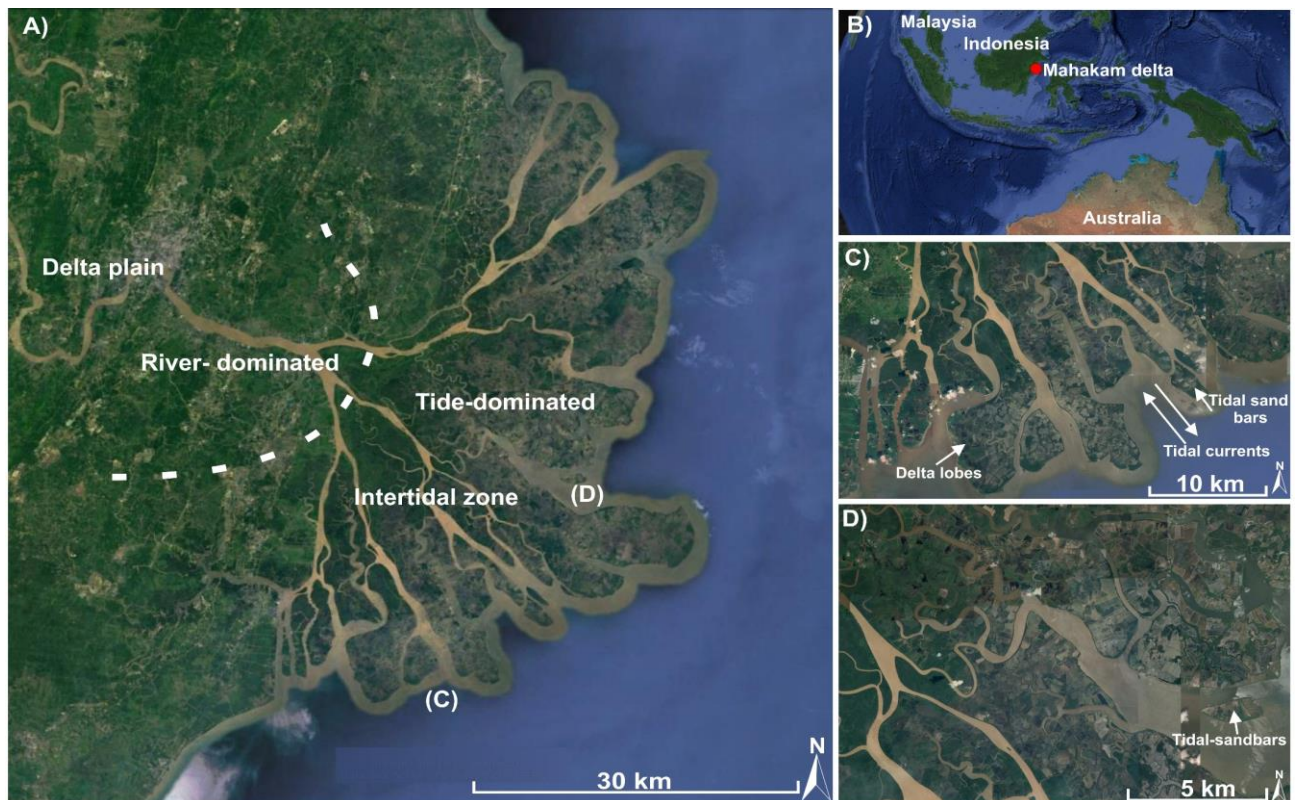 A)
Delta plain
River- dominated
Tide-dominated
Intertidal zone
(D)
(C)
N
30 km
B)
Malaysia
Indonesia
Mahakam delta
Australia
C)
Tidal sand
bars
Tidal currents
Delta lobes
N
10 km
D)
Tidal-sandbars
N
5 km